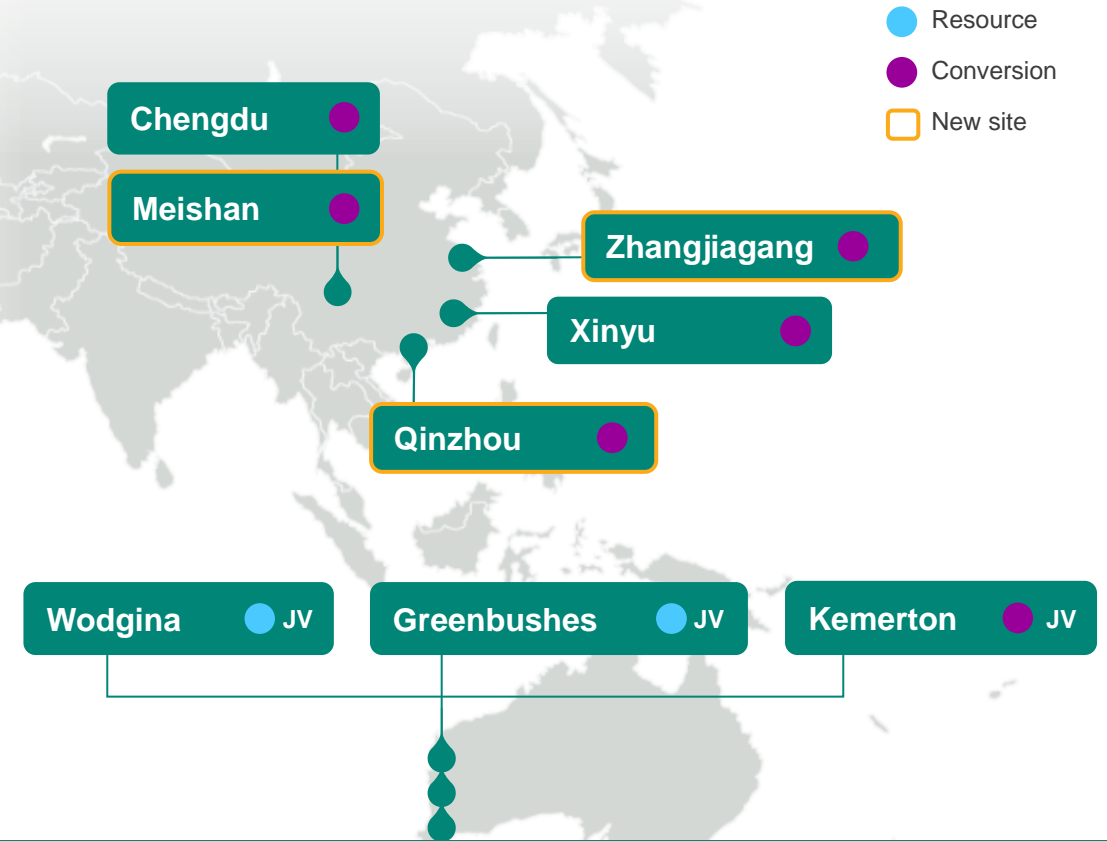 Resource
Conversion
New site
Chengdu
Meishan
Zhangjiagang
Xinyu
Qinzhou
Wodgina JV
Greenbushes JV
Kemerton JV